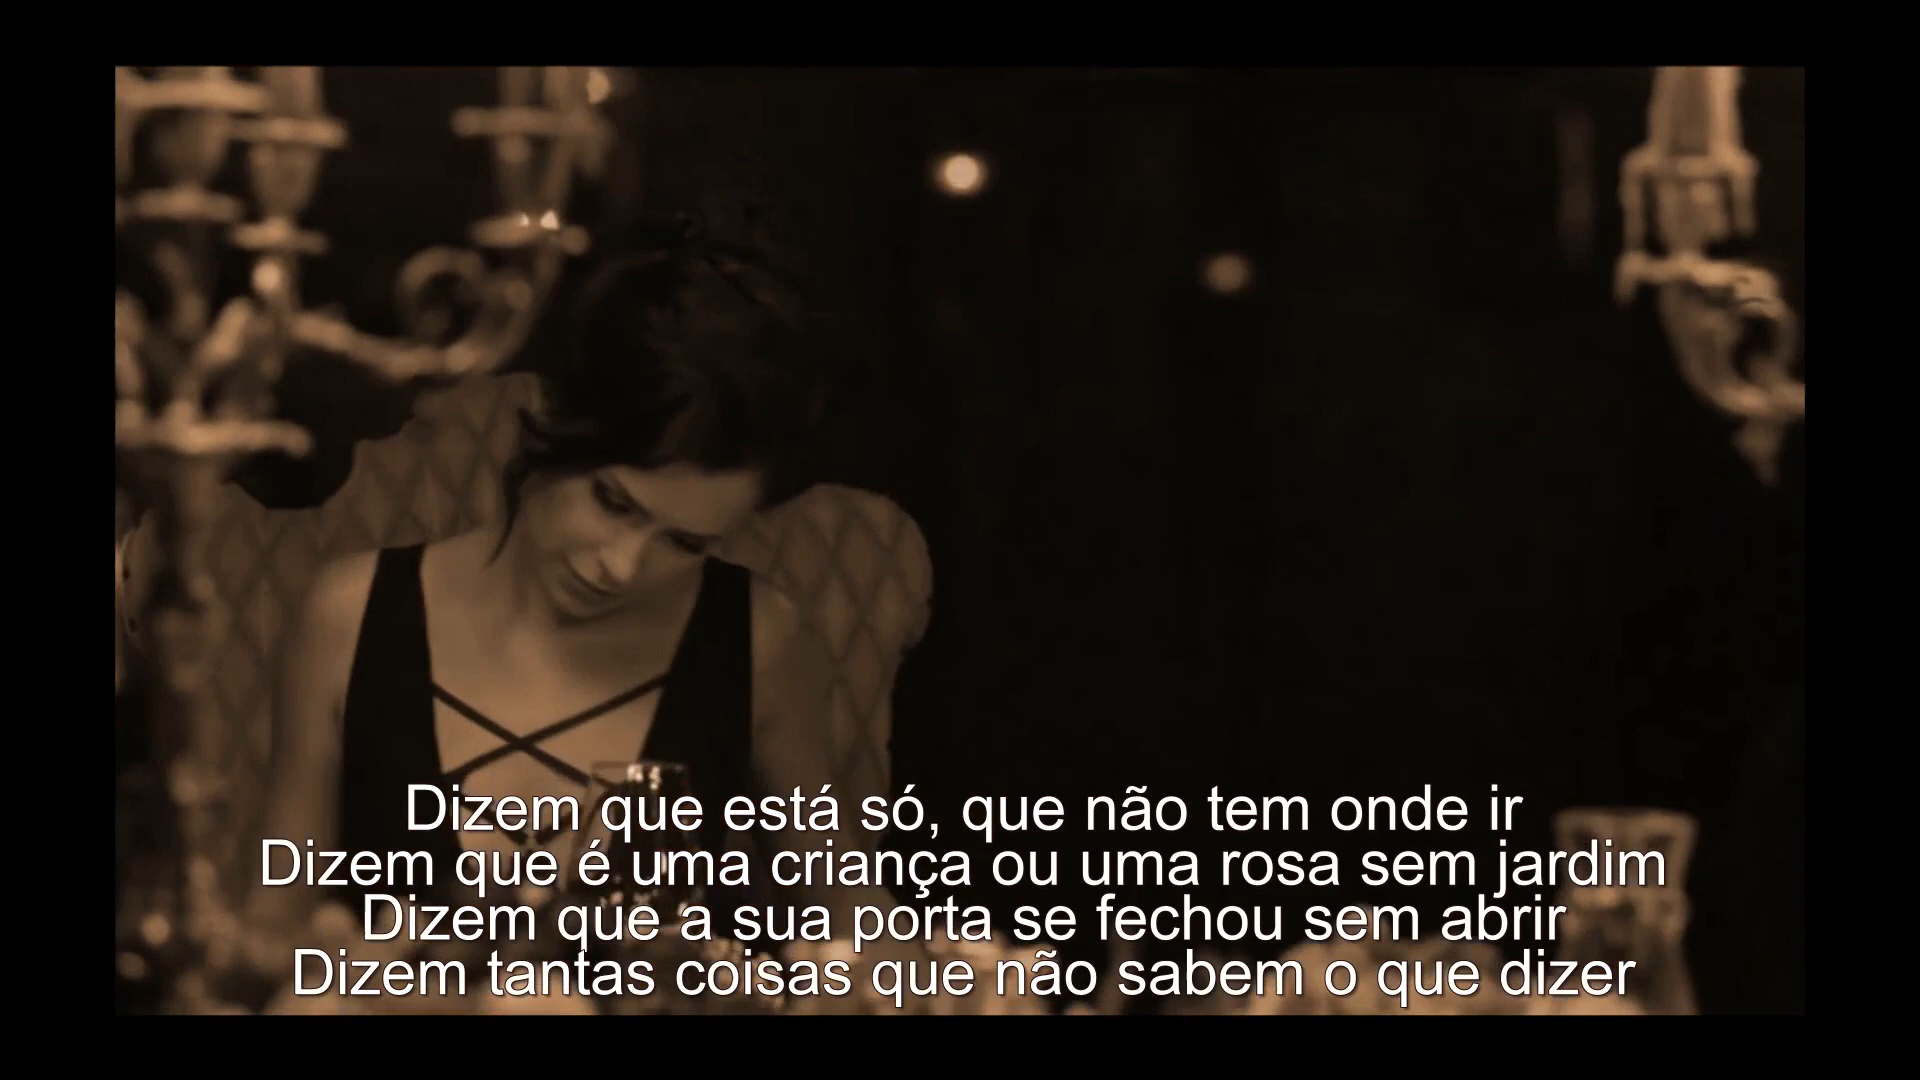 Dizem que está só, que não tem onde ir
Dizem que é uma criança ou uma rosa sem jardim
Dizem que a sua porta se fechou sem abrir
Dizem tantas coisas que não sabem o que dizer